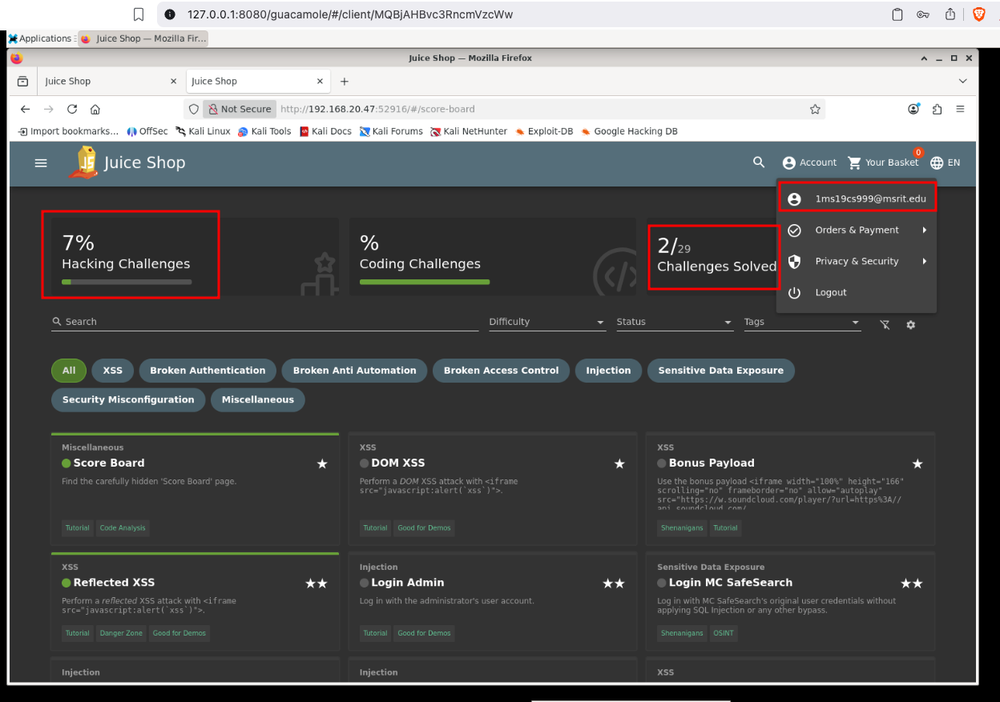 127.0.0.1:8080/guacamole/#/client/MQBjAHBvc3RncmVzcWw
Applications Juice Shop — Mozilla Fir...
Juice Shop — Mozilla Firefox
Juice Shop × Juice Shop × +
Not Secure http://192.168.20.47:52916/#/score-board
Import bookmarks... OffSec Kali Linux Kali Tools Kali Docs Kali Forums Kali NetHunter Exploit-DB Google Hacking DB
Juice Shop Account Your Basket 0 EN
1ms19cs999@msrit.edu
Orders & Payment
Privacy & Security
Logout
7%
Hacking Challenges
%
Coding Challenges
2/29
Challenges Solved
Search Difficulty Status Tags
All XSS Broken Authentication Broken Anti Automation Broken Access Control Injection Sensitive Data Exposure
Security Misconfiguration Miscellaneous
Miscellaneous
Score Board
Find the carefully hidden 'Score Board' page.
Tutorial Code Analysis
XSS
DOM XSS
Perform a DOM XSS attack with <iframe
src="javascript:alert(`xss`)">.
Tutorial Good for Demos
XSS
Bonus Payload
Use the bonus payload <iframe width="100%" height="166"
scrolling="no" frameborder="no" allow="autoplay"
src="https://w.soundcloud.com/player/?url=https%3A//
api.soundcloud.com/
Shenanigans Tutorial
XSS
Reflected XSS
Perform a reflected XSS attack with <iframe
src="javascript:alert(`xss`)">.
Tutorial Danger Zone Good for Demos
Injection
Login Admin
Log in with the administrator's user account.
Tutorial Good for Demos
Sensitive Data Exposure
Login MC SafeSearch
Log in with MC SafeSearch's original user credentials without
applying SQL Injection or any other bypass.
Shenanigans OSINT
Injection
Injection
XSS